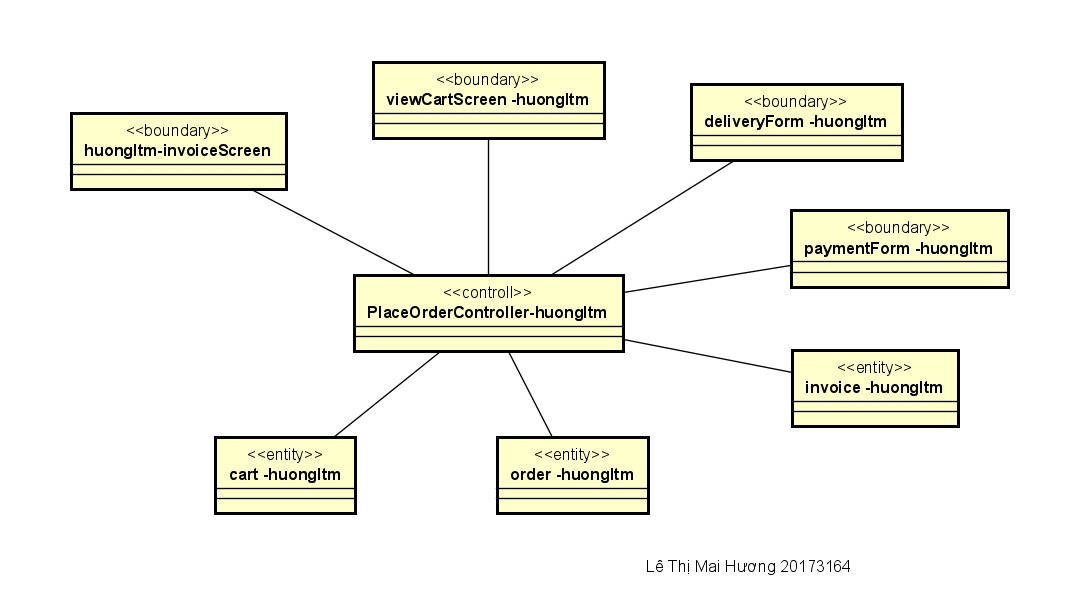 <<boundary>>
viewCartScreen -huongltm
<<boundary>>
deliveryForm -huongltm
<<boundary>>
huongltm-invoiceScreen
<<boundary>>
paymentForm -huongltm
<<controll>>
PlaceOrderController-huongltm
<<entity>>
invoice -huongltm
<<entity>>
cart -huongltm
<<entity>>
order -huongltm
Lê Thị Mai Hương 20173164